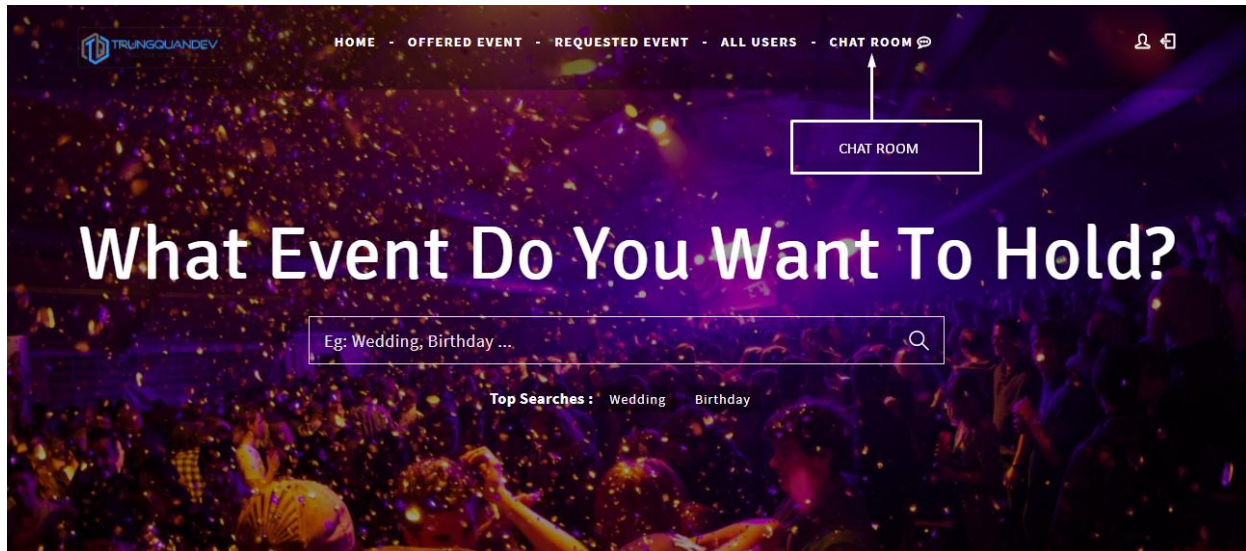 TRUNGQUANDEV
HOME - OFFERED EVENT - REQUESTED EVENT - ALL USERS - CHAT ROOM
CHAT ROOM
What Event Do You Want To Hold?
Eg: Wedding, Birthday ...
Top Searches : Wedding Birthday